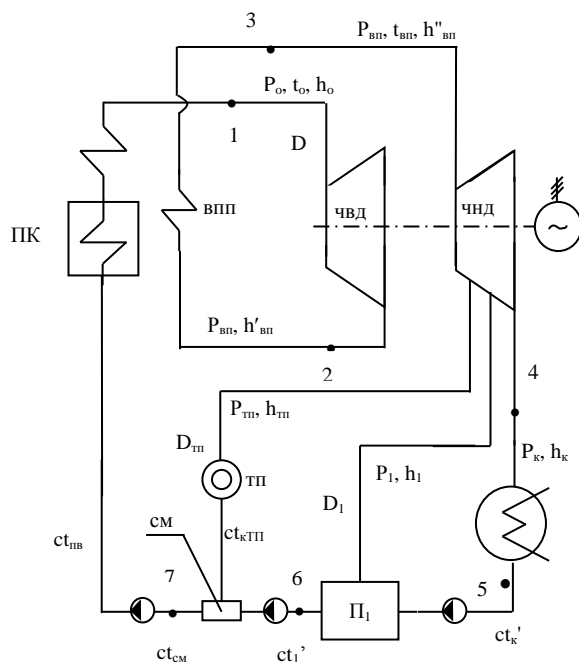 3
Pвп, tвп, h"вп
Pо, tо, hо
1
D
ПК
впп
чвд
чнд
~
Pвп, h'вп
2
4
Pтп, hтп
Dтп
тп
P1, h1
Pк, hк
D1
см
ctкТП
ctпв
7
6
5
П1
ctсм
ct1’
ctк'